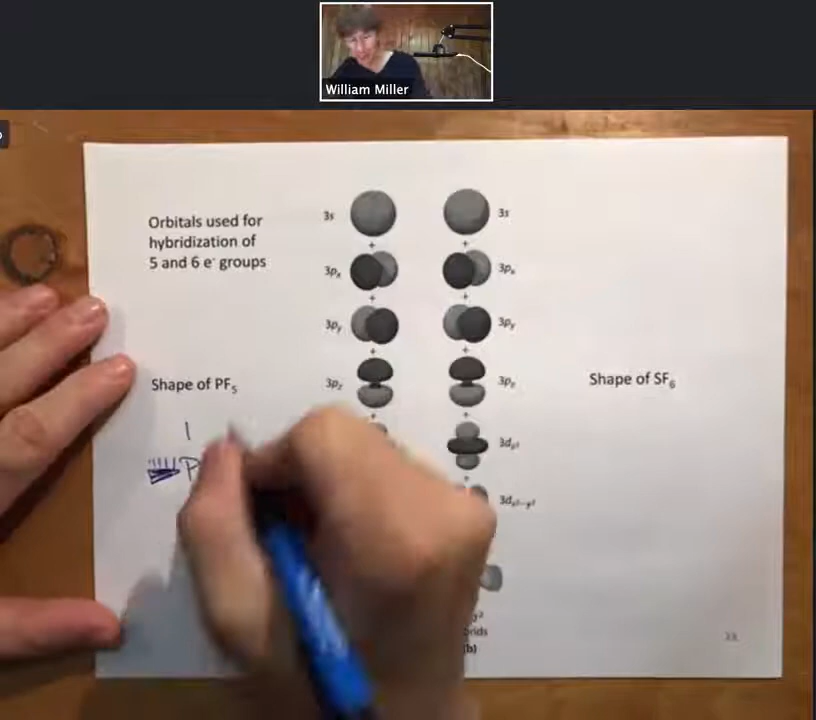 William Miller
Orbitals used for
hybridization of
5 and 6 e⁻ groups
3s
3s
3pₓ
3pₓ
3pᵧ
3pᵧ
Shape of PF₅
3p_z
3p_z
Shape of SF₆
P
3d_z²
3d_x²-y²
(b)
33